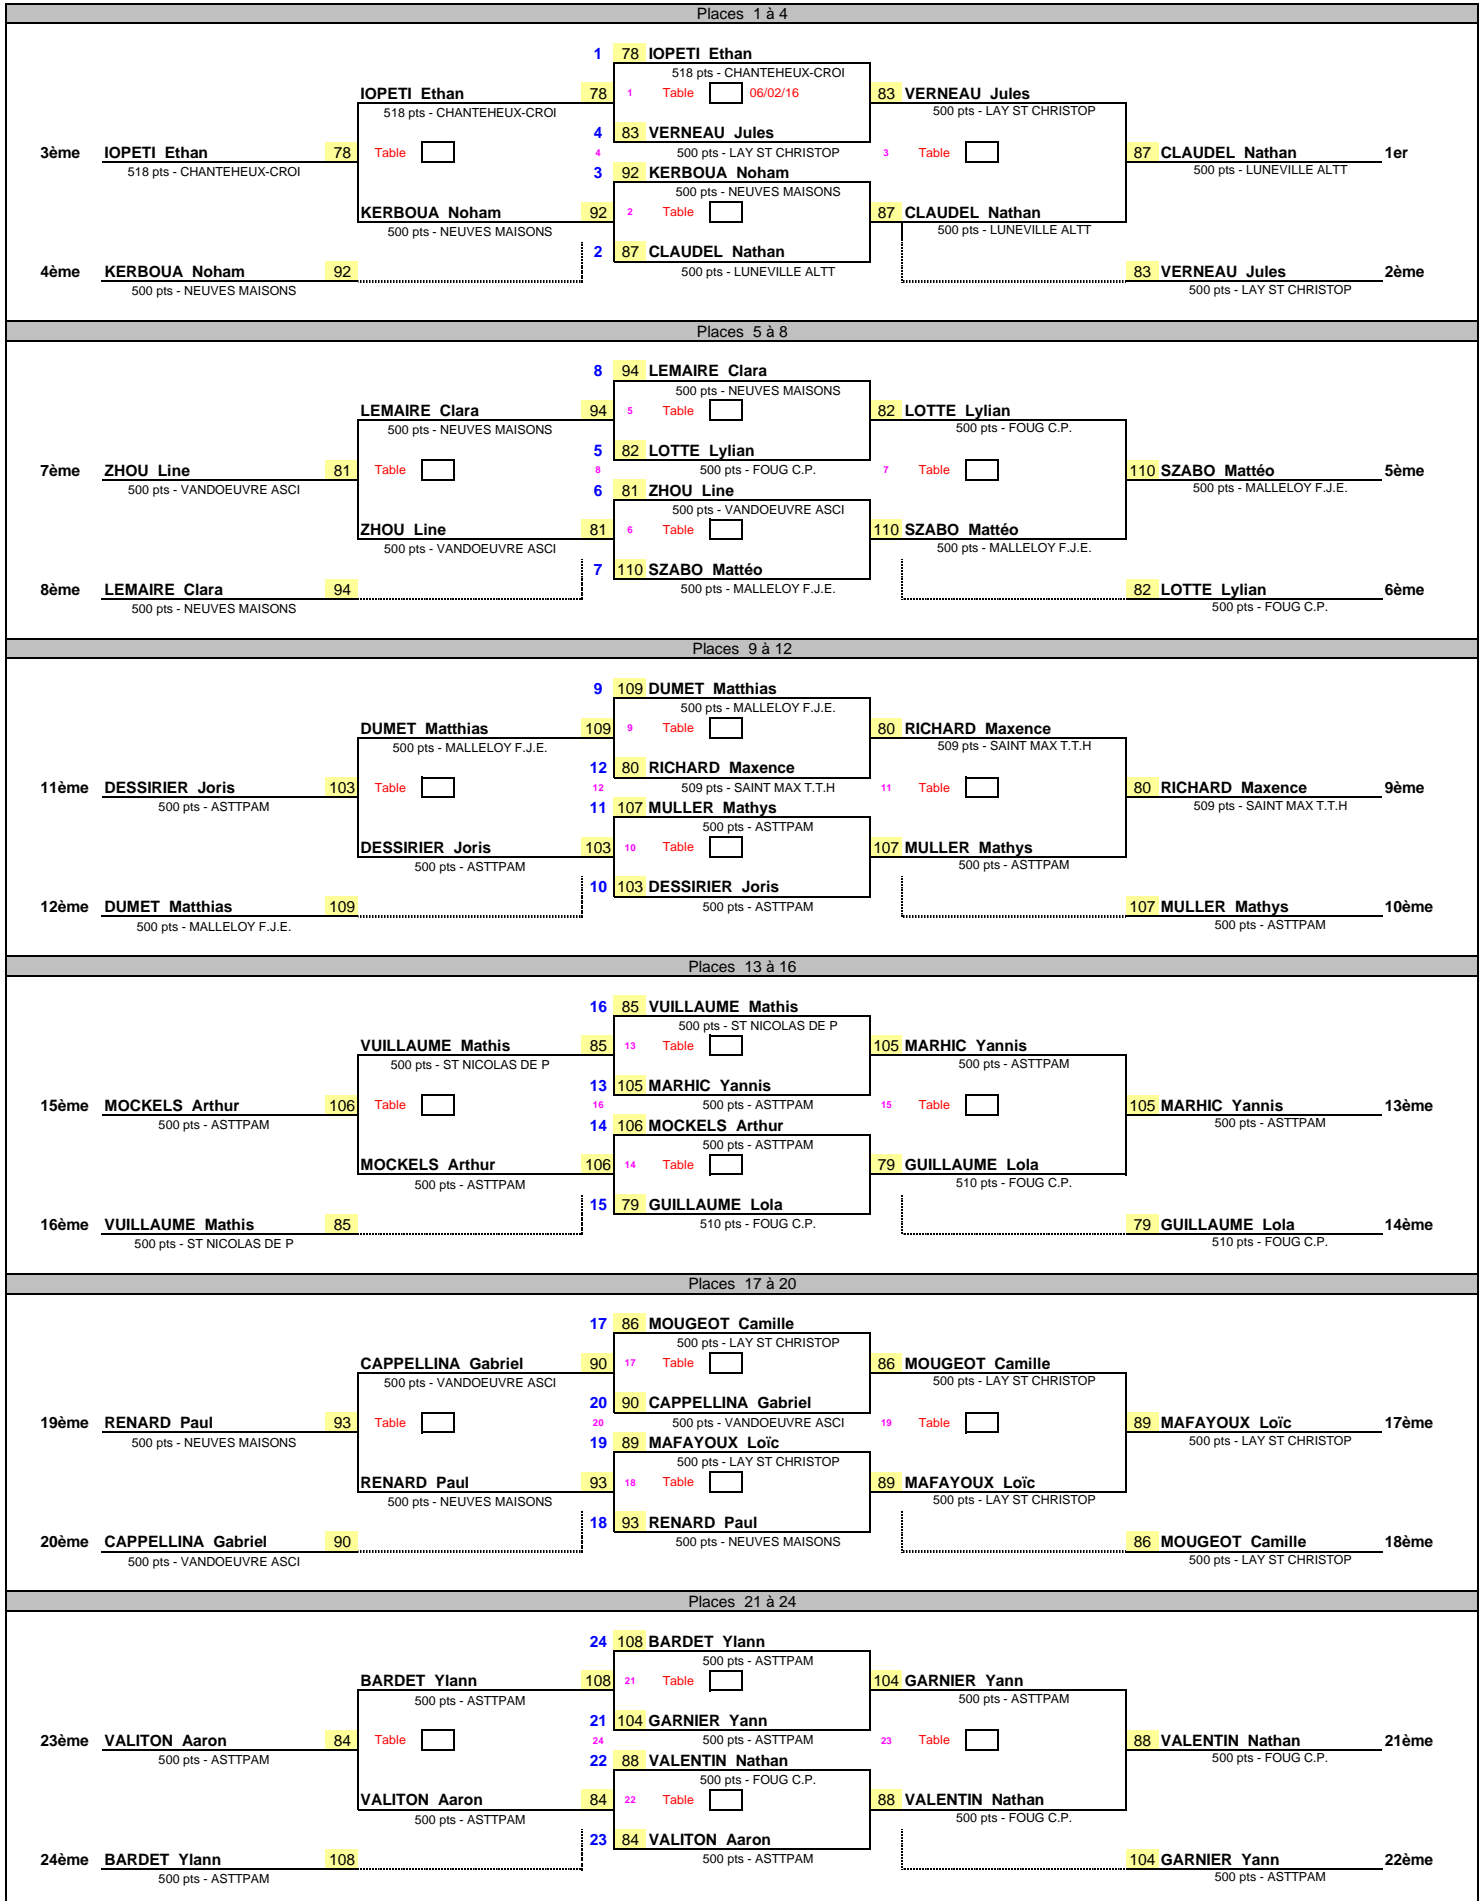 Places 1 à 4
1 78 IOPETI Ethan
518 pts - CHANTEHEUX-CROI
IOPETI Ethan 78 1 Table 06/02/16 83 VERNEAU Jules
518 pts - CHANTEHEUX-CROI 500 pts - LAY ST CHRISTOP
4 83 VERNEAU Jules
3ème IOPETI Ethan 78 Table 4 500 pts - LAY ST CHRISTOP 3 Table 87 CLAUDEL Nathan 1er
518 pts - CHANTEHEUX-CROI 3 92 KERBOUA Noham 500 pts - LUNEVILLE ALTT
500 pts - NEUVES MAISONS
KERBOUA Noham 92 2 Table 87 CLAUDEL Nathan
500 pts - NEUVES MAISONS 500 pts - LUNEVILLE ALTT
2 87 CLAUDEL Nathan
4ème KERBOUA Noham 92 500 pts - LUNEVILLE ALTT 83 VERNEAU Jules 2ème
500 pts - NEUVES MAISONS 500 pts - LAY ST CHRISTOP
Places 5 à 8
8 94 LEMAIRE Clara
500 pts - NEUVES MAISONS
LEMAIRE Clara 94 5 Table 82 LOTTE Lylian
500 pts - NEUVES MAISONS 500 pts - FOUG C.P.
5 82 LOTTE Lylian
7ème ZHOU Line 81 Table 8 500 pts - FOUG C.P. 7 Table 110 SZABO Mattéo 5ème
500 pts - VANDOEUVRE ASCI 6 81 ZHOU Line 500 pts - MALLELOY F.J.E.
500 pts - VANDOEUVRE ASCI
ZHOU Line 81 6 Table 110 SZABO Mattéo
500 pts - VANDOEUVRE ASCI 500 pts - MALLELOY F.J.E.
7 110 SZABO Mattéo
8ème LEMAIRE Clara 94 500 pts - MALLELOY F.J.E. 82 LOTTE Lylian 6ème
500 pts - NEUVES MAISONS 500 pts - FOUG C.P.
Places 9 à 12
9 109 DUMET Matthias
500 pts - MALLELOY F.J.E.
DUMET Matthias 109 9 Table 80 RICHARD Maxence
500 pts - MALLELOY F.J.E. 509 pts - SAINT MAX T.T.H
12 80 RICHARD Maxence
11ème DESSIRIER Joris 103 Table 12 509 pts - SAINT MAX T.T.H 11 Table 80 RICHARD Maxence 9ème
500 pts - ASTTPAM 11 107 MULLER Mathys 509 pts - SAINT MAX T.T.H
500 pts - ASTTPAM
DESSIRIER Joris 103 10 Table 107 MULLER Mathys
500 pts - ASTTPAM 500 pts - ASTTPAM
10 103 DESSIRIER Joris
12ème DUMET Matthias 109 500 pts - ASTTPAM 107 MULLER Mathys 10ème
500 pts - MALLELOY F.J.E. 500 pts - ASTTPAM
Places 13 à 16
16 85 VUILLAUME Mathis
500 pts - ST NICOLAS DE P
VUILLAUME Mathis 85 13 Table 105 MARHIC Yannis
500 pts - ST NICOLAS DE P 500 pts - ASTTPAM
13 105 MARHIC Yannis
15ème MOCKELS Arthur 106 Table 16 500 pts - ASTTPAM 15 Table 105 MARHIC Yannis 13ème
500 pts - ASTTPAM 14 106 MOCKELS Arthur 500 pts - ASTTPAM
500 pts - ASTTPAM
MOCKELS Arthur 106 14 Table 79 GUILLAUME Lola
500 pts - ASTTPAM 510 pts - FOUG C.P.
15 79 GUILLAUME Lola
16ème VUILLAUME Mathis 85 510 pts - FOUG C.P. 79 GUILLAUME Lola 14ème
500 pts - ST NICOLAS DE P 510 pts - FOUG C.P.
Places 17 à 20
17 86 MOUGEOT Camille
500 pts - LAY ST CHRISTOP
CAPPELLINA Gabriel 90 17 Table 86 MOUGEOT Camille
500 pts - VANDOEUVRE ASCI 500 pts - LAY ST CHRISTOP
20 90 CAPPELLINA Gabriel
19ème RENARD Paul 93 Table 20 500 pts - VANDOEUVRE ASCI 19 Table 89 MAFAYOUX Loïc 17ème
500 pts - NEUVES MAISONS 19 89 MAFAYOUX Loïc 500 pts - LAY ST CHRISTOP
500 pts - LAY ST CHRISTOP
RENARD Paul 93 18 Table 89 MAFAYOUX Loïc
500 pts - NEUVES MAISONS 500 pts - LAY ST CHRISTOP
18 93 RENARD Paul
20ème CAPPELLINA Gabriel 90 500 pts - NEUVES MAISONS 86 MOUGEOT Camille 18ème
500 pts - VANDOEUVRE ASCI 500 pts - LAY ST CHRISTOP
Places 21 à 24
24 108 BARDET Ylann
500 pts - ASTTPAM
BARDET Ylann 108 21 Table 104 GARNIER Yann
500 pts - ASTTPAM 500 pts - ASTTPAM
21 104 GARNIER Yann
23ème VALITON Aaron 84 Table 24 500 pts - ASTTPAM 23 Table 88 VALENTIN Nathan 21ème
500 pts - ASTTPAM 22 88 VALENTIN Nathan 500 pts - FOUG C.P.
500 pts - FOUG C.P.
VALITON Aaron 84 22 Table 88 VALENTIN Nathan
500 pts - ASTTPAM 500 pts - FOUG C.P.
23 84 VALITON Aaron
24ème BARDET Ylann 108 500 pts - ASTTPAM 104 GARNIER Yann 22ème
500 pts - ASTTPAM 500 pts - ASTTPAM